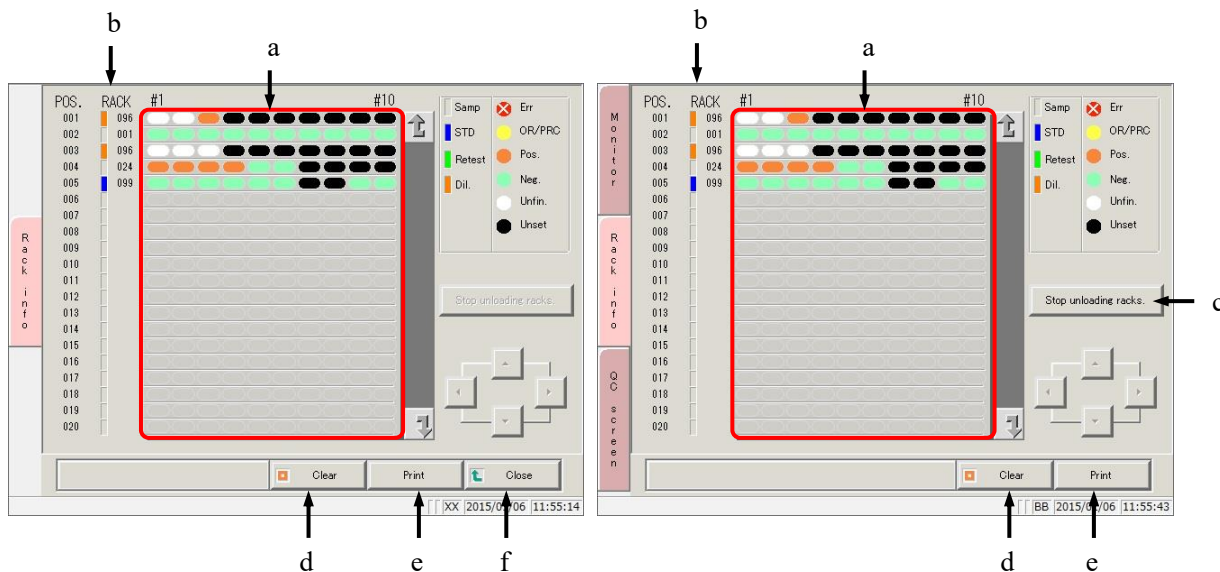 b
a
POS. RACK #1 #10
001 096
002 001
003 096
004 024
005 099
006
007
008
009
010
011
012
013
014
015
016
017
018
019
020
Samp
STD
Retest
Dil.
Err
OR/PRC
Pos.
Neg.
Unfin.
Unset
Rack info
Stop unloading racks.
Clear
Print
Close
XX 11:55:14
d
e
f
b
a
Monitor
Rack info
QC screen
POS. RACK #1 #10
001 096
002 001
003 096
004 024
005 099
006
007
008
009
010
011
012
013
014
015
016
017
018
019
020
Samp
STD
Retest
Dil.
Err
OR/PRC
Pos.
Neg.
Unfin.
Unset
Stop unloading racks.
Clear
Print
BB 11:55:43
d
e